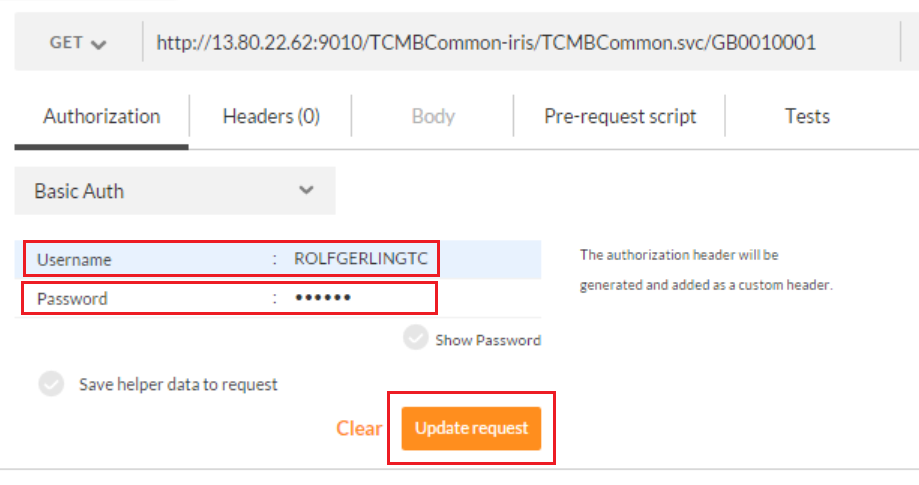 GET http://13.80.22.62:9010/TCMBCommon-iris/TCMBCommon.svc/GB0010001
Authorization Headers (0) Body Pre-request script Tests
Basic Auth
Username : ROLFGERLINGTC
The authorization header will be
generated and added as a custom header.
Password : ••••••
Show Password
Save helper data to request
Clear Update request